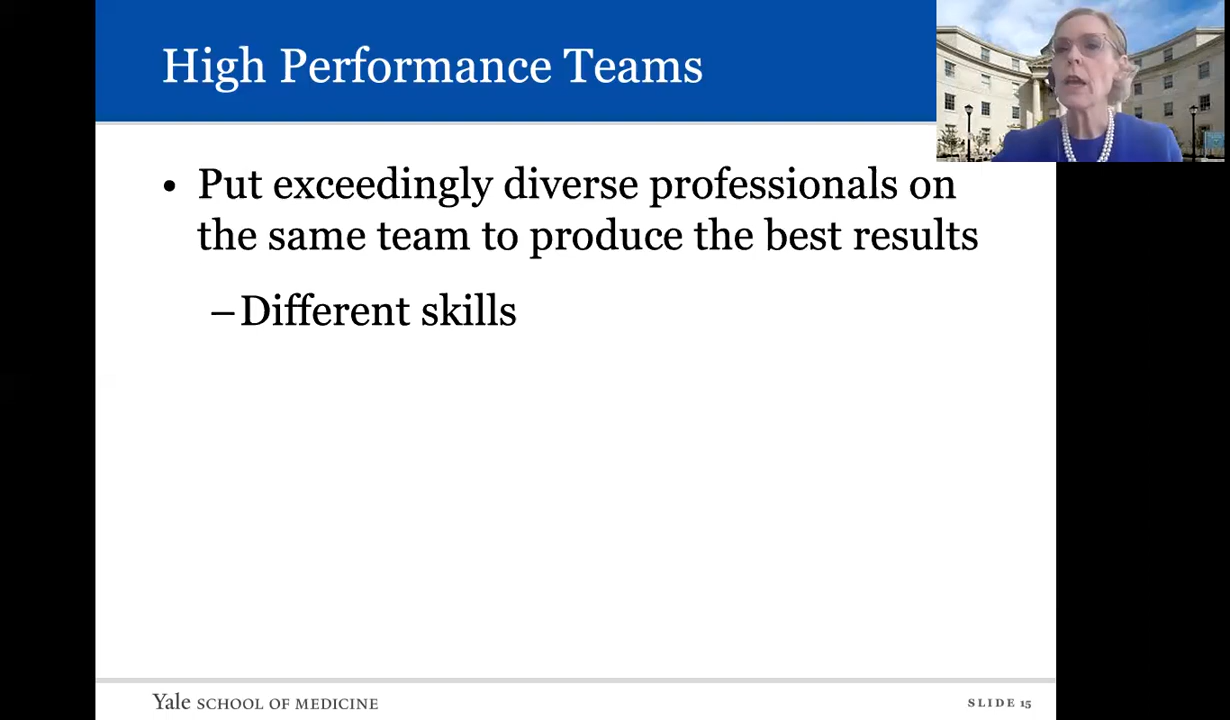 High Performance Teams
• Put exceedingly diverse professionals on
the same team to produce the best results
–Different skills
Yale SCHOOL OF MEDICINE
SLIDE 15